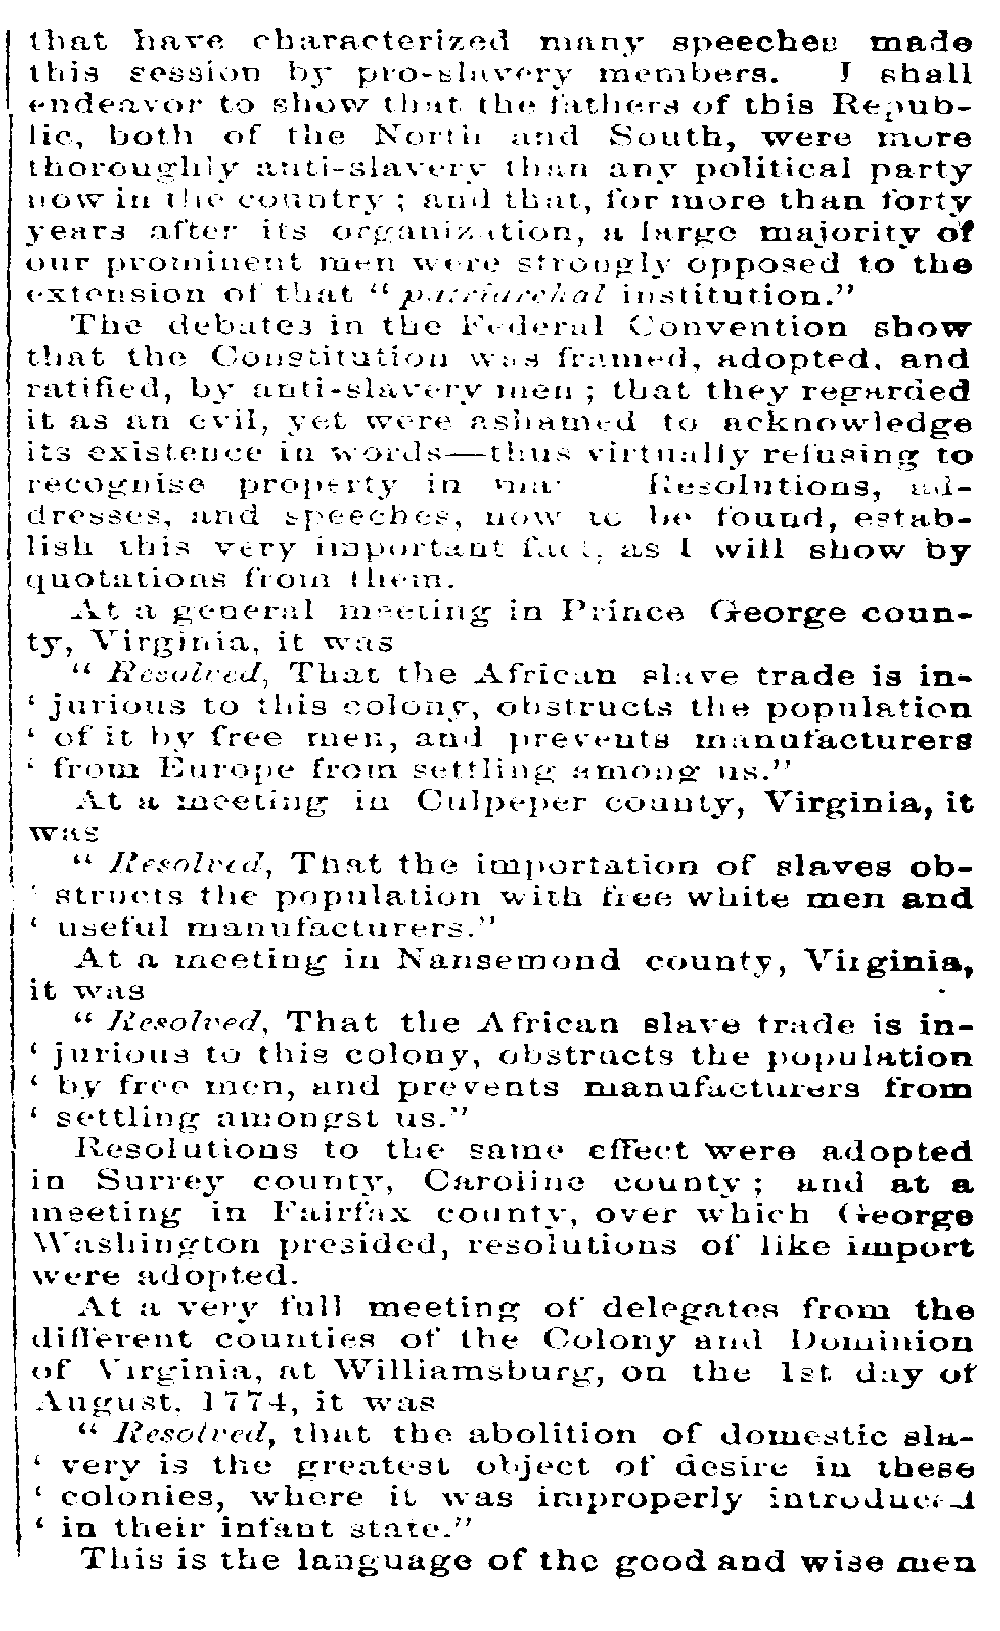 that have characterized many speeches made
this session by pro-slavery members. I shall
endeavor to show that the fathers of this Repub-
lic, both of the North and South, were more
thoroughly anti-slavery than any political party
now in the country; and that, for more than forty
years after its organization, a large majority of
our prominent men were strongly opposed to the
extension of that "patriarchal institution."
The debates in the Federal Convention show
that the Constitution was framed, adopted, and
ratified, by anti-slavery men; that they regarded
it as an evil, yet were ashamed to acknowledge
its existence in words—thus virtually refusing to
recognise property in Resolutions, ad-
dresses, and speeches, now to be found, estab-
lish this very important fact, as I will show by
quotations from them.
At a general meeting in Prince George coun-
ty, Virginia, it was
"Resolved, That the African slave trade is in-
‘ jurious to this colony, obstructs the population
‘ of it by free men, and prevents manufacturers
‘ from Europe from settling among us."
At a meeting in Culpeper county, Virginia, it
was
"Resolved, That the importation of slaves ob-
‘ structs the population with free white men and
‘ useful manufacturers."
At a meeting in Nansemond county, Virginia,
it was
"Resolved, That the African slave trade is in-
‘ jurious to this colony, obstructs the population
‘ by free men, and prevents manufacturers from
‘ settling amongst us."
Resolutions to the same effect were adopted
in Surrey county, Caroline county; and at a
meeting in Fairfax county, over which George
Washington presided, resolutions of like import
were adopted.
At a very full meeting of delegates from the
different counties of the Colony and Dominion
of Virginia, at Williamsburg, on the 1st day of
August, 1774, it was
"Resolved, that the abolition of domestic sla-
‘ very is the greatest object of desire in these
‘ colonies, where it was improperly introduced
‘ in their infant state."
This is the language of the good and wise men